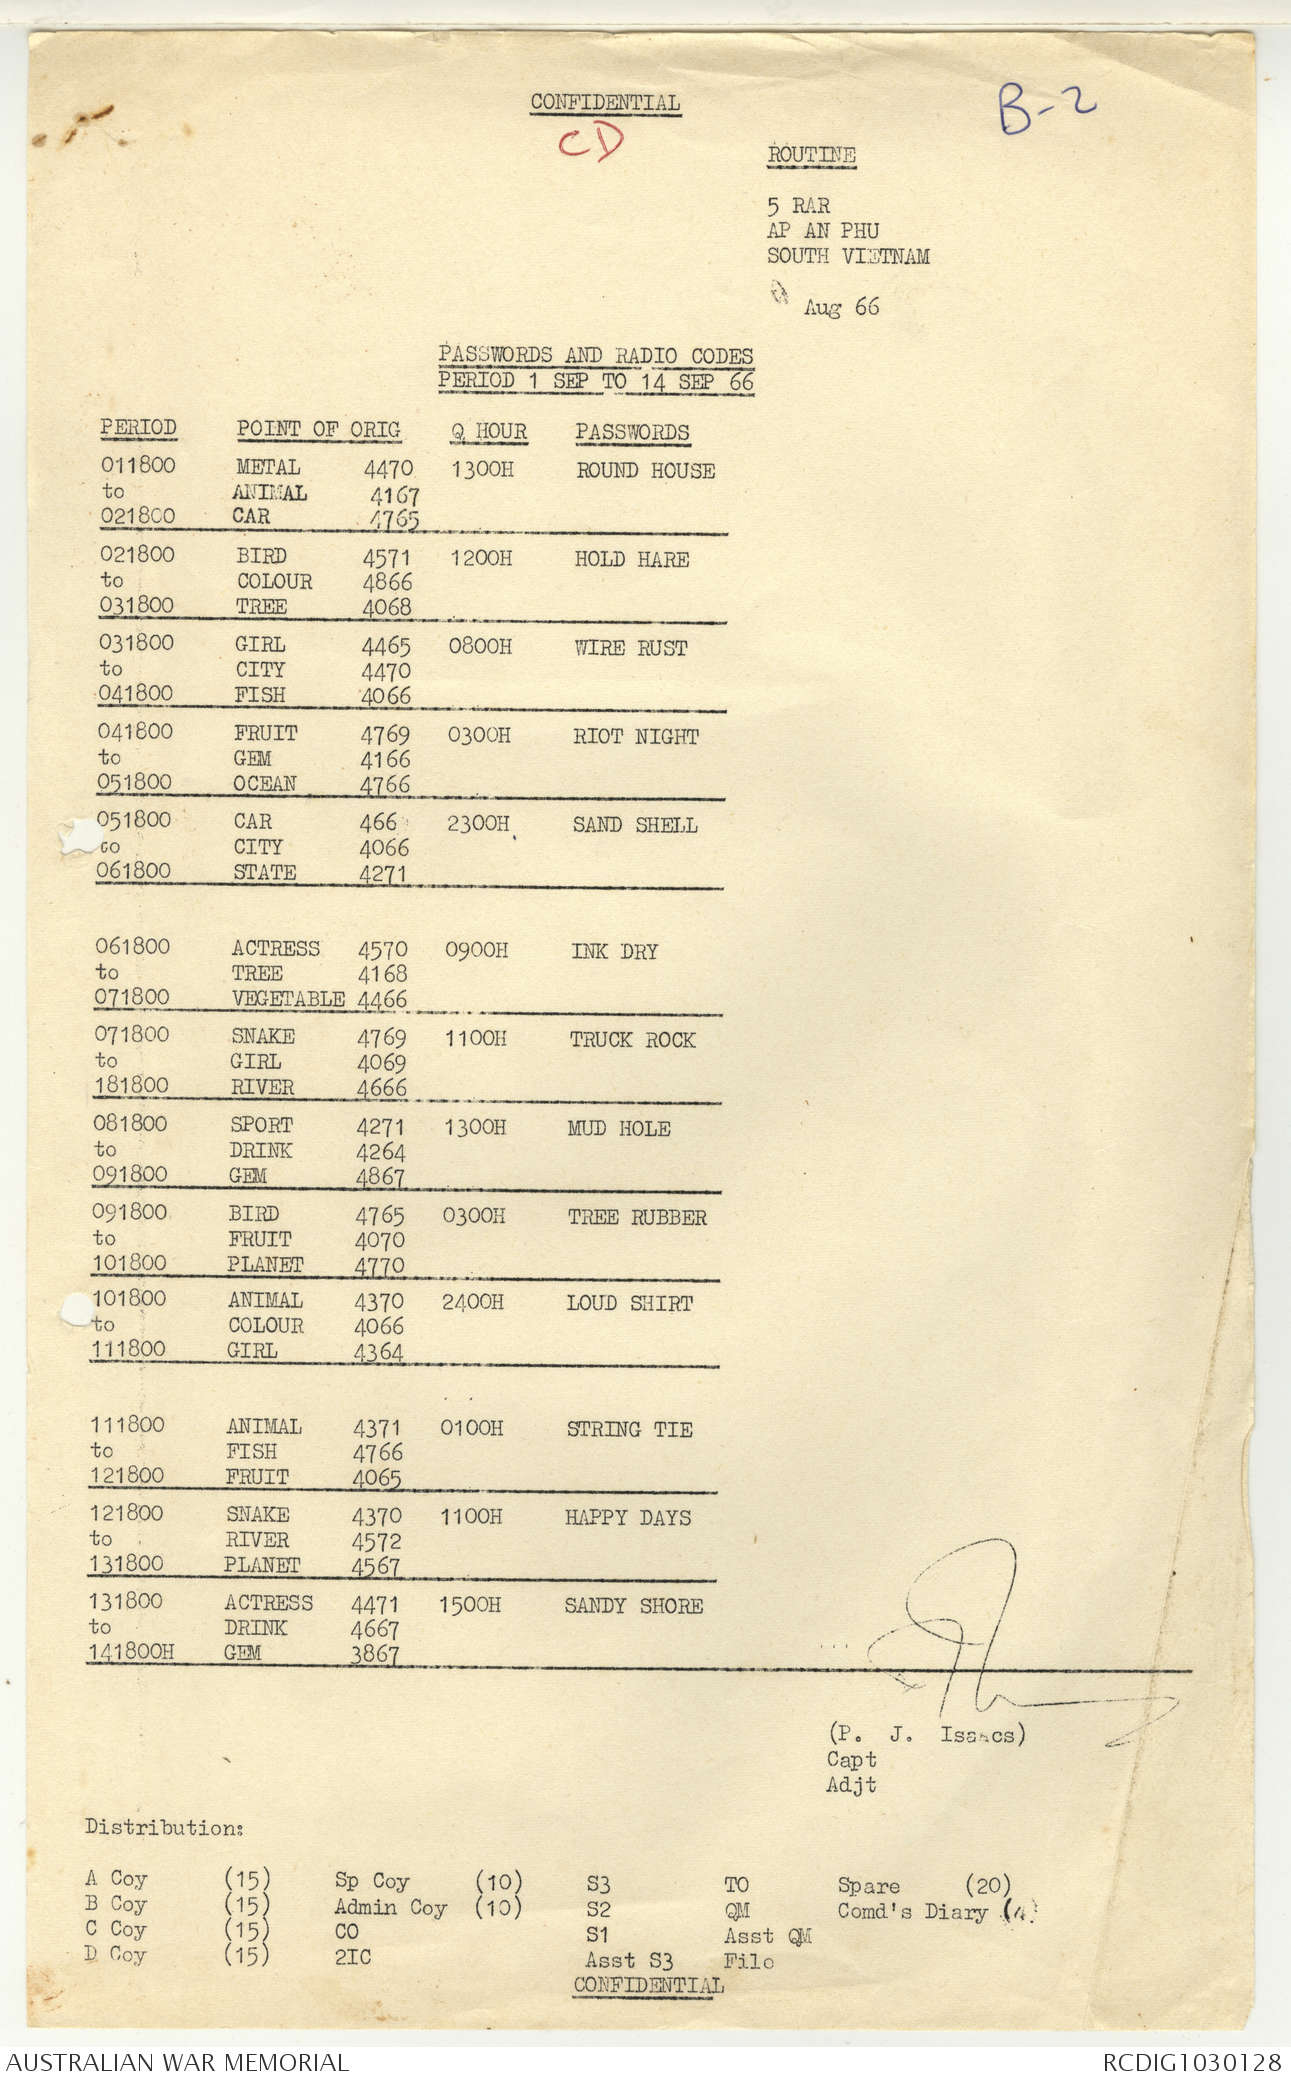 CONFIDENTIAL
CD
B-2
ROUTINE
5 RAR
AP AN PHU
SOUTH VIETNAM
Aug 66
PASSWORDS AND RADIO CODES
PERIOD 1 SEP TO 14 SEP 66
PERIOD POINT OF ORIG Q HOUR PASSWORDS
011800 METAL 4470 1300H ROUND HOUSE
to ANIMAL 4167
021800 CAR 4765
021800 BIRD 4571 1200H HOLD HARE
to COLOUR 4866
031800 TREE 4068
031800 GIRL 4465 0800H WIRE RUST
to CITY 4470
041800 FISH 4066
041800 FRUIT 4769 0300H RIOT NIGHT
to GEM 4166
051800 OCEAN 4766
051800 CAR 466 2300H SAND SHELL
to CITY 4066
061800 STATE 4271
061800 ACTRESS 4570 0900H INK DRY
to TREE 4168
071800 VEGETABLE 4466
071800 SNAKE 4769 1100H TRUCK ROCK
to GIRL 4069
181800 RIVER 4666
081800 SPORT 4271 1300H MUD HOLE
to DRINK 4264
091800 GEM 4867
091800 BIRD 4765 0300H TREE RUBBER
to FRUIT 4070
101800 PLANET 4770
101800 ANIMAL 4370 2400H LOUD SHIRT
to COLOUR 4066
111800 GIRL 4364
111800 ANIMAL 4371 0100H STRING TIE
to FISH 4766
121800 FRUIT 4065
121800 SNAKE 4370 1100H HAPPY DAYS
to RIVER 4572
131800 PLANET 4567
131800 ACTRESS 4471 1500H SANDY SHORE
to DRINK 4667
141800H GEM 3867
(P. J. Isaacs)
Capt
Adjt
Distribution:
A Coy (15) Sp Coy (10) S3 TO Spare (20)
B Coy (15) Admin Coy (10) S2 QM Comd's Diary (4)
C Coy (15) CO S1 Asst QM
D Coy (15) 2IC Asst S3 File
CONFIDENTIAL
AUSTRALIAN WAR MEMORIAL RCDIG1030128